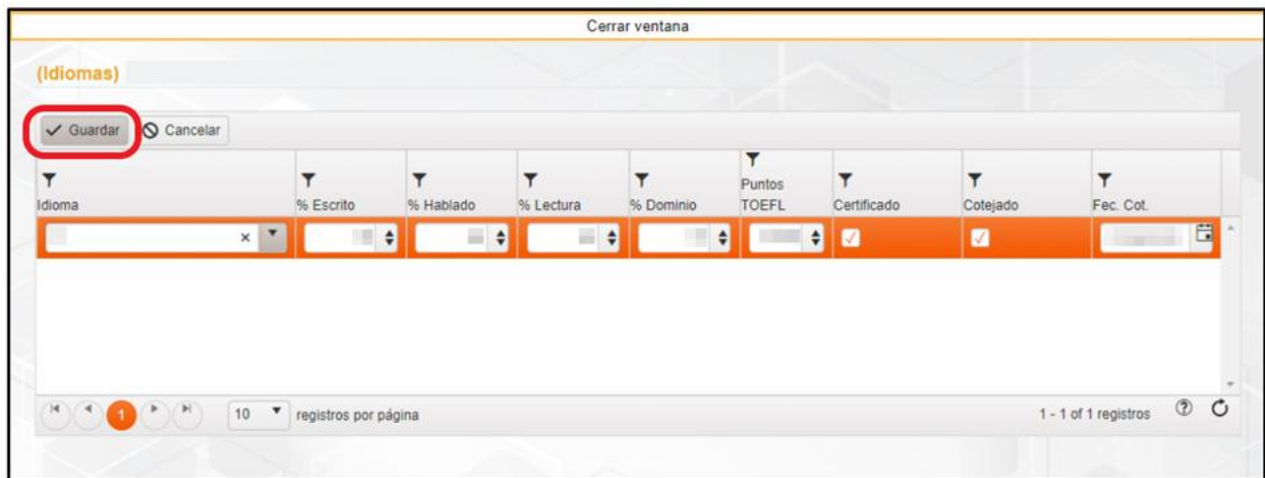 Cerrar ventana
(Idiomas)
Guardar Cancelar
Idioma % Escrito % Hablado % Lectura % Dominio Puntos TOEFL Certificado Cotejado Fec. Cot.
1 10 registros por página 1 - 1 of 1 registros